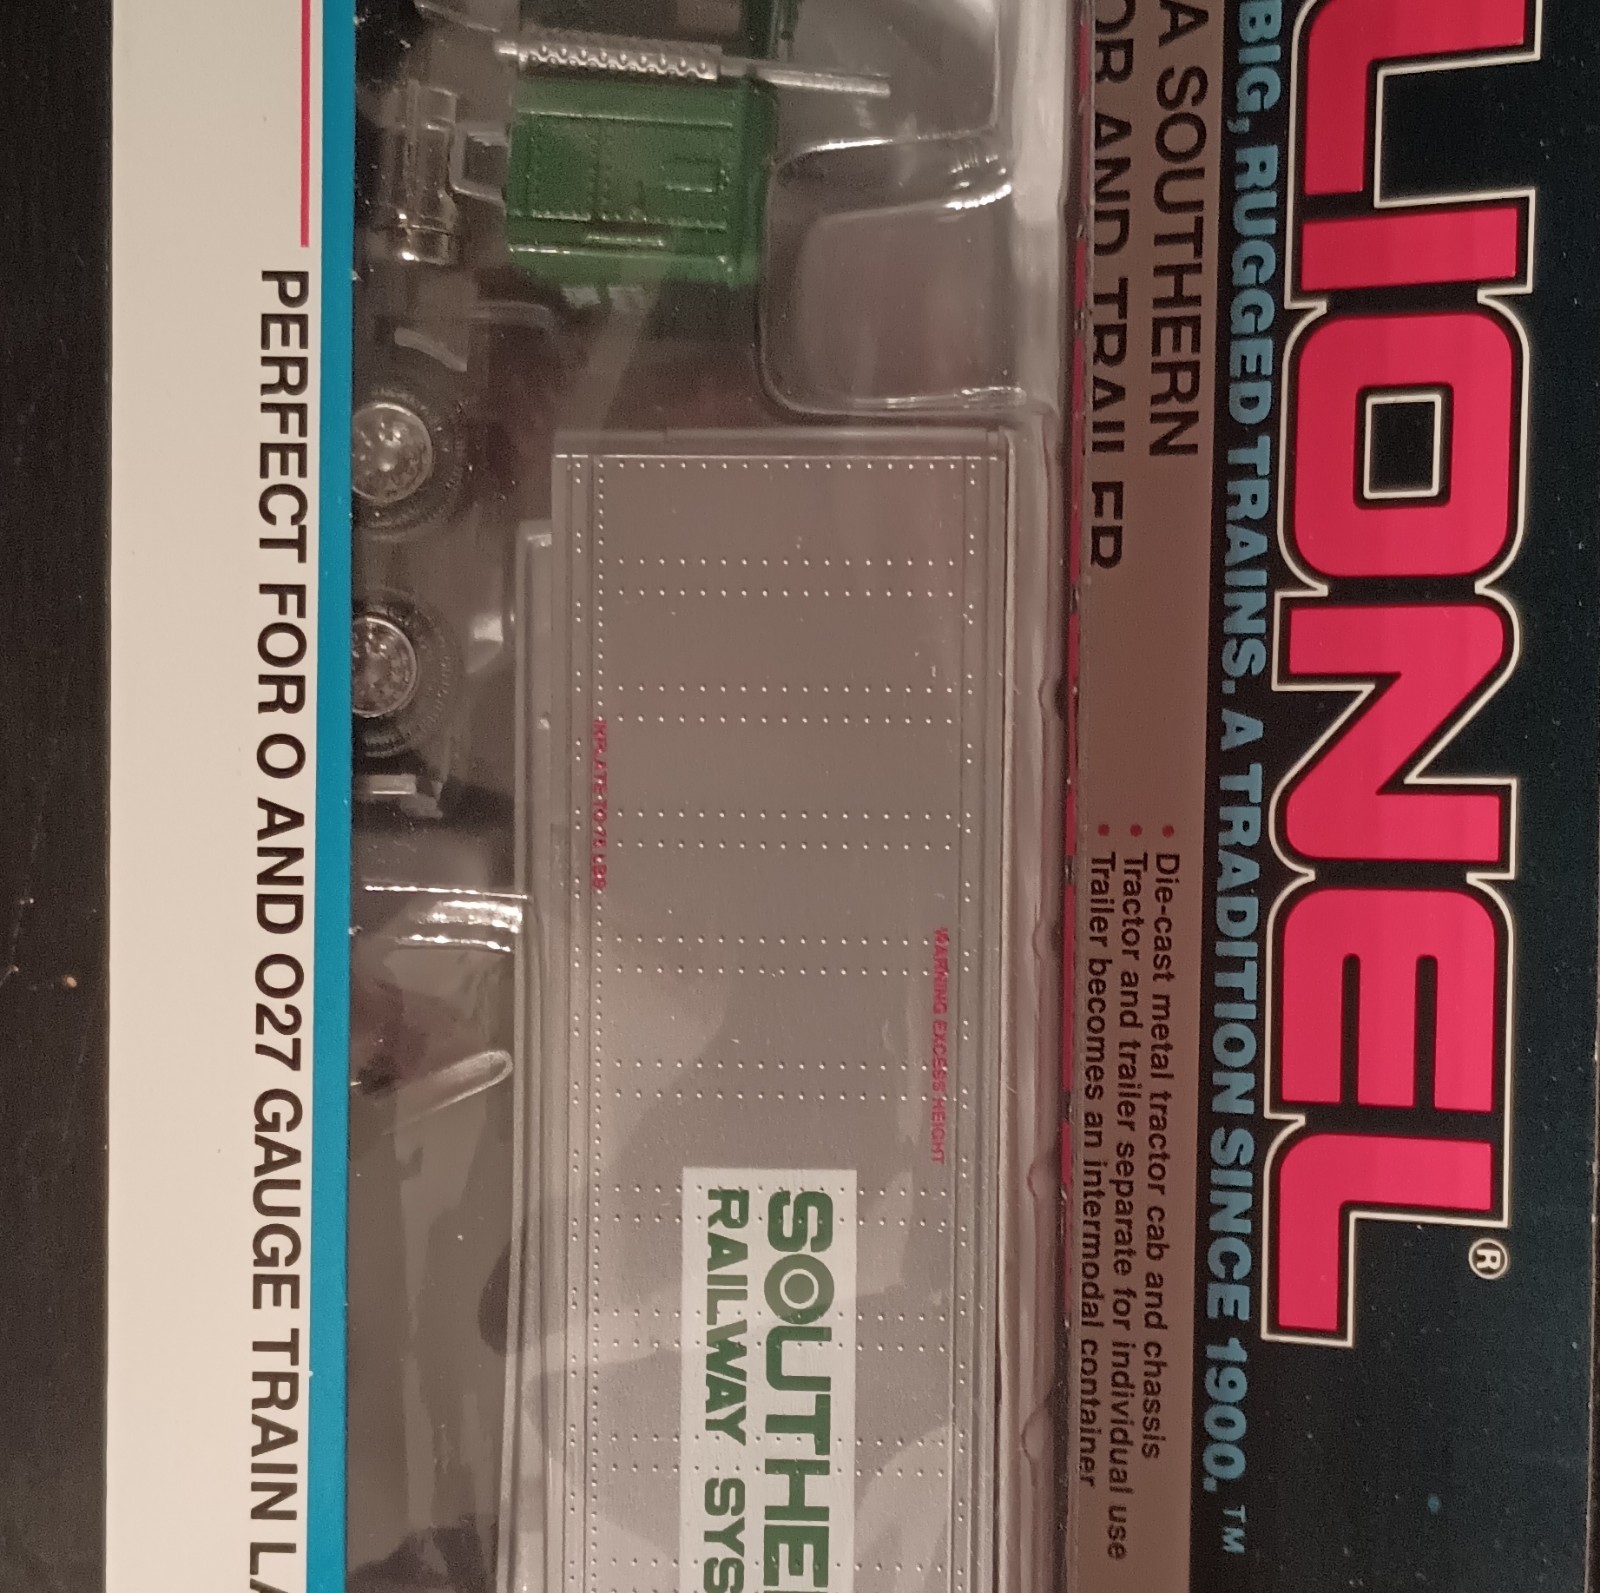 LIONEL®
BIG, RUGGED TRAINS. A TRADITION SINCE 1900.™
A SOUTHERN
OR AND TRAILER
• Die-cast metal tractor cab and chassis
• Tractor and trailer separate for individual use
• Trailer becomes an intermodal container
WARNING EXCESS HEIGHT
SOUTHE
RAILWAY SYS
PERFECT FOR O AND O27 GAUGE TRAIN LA